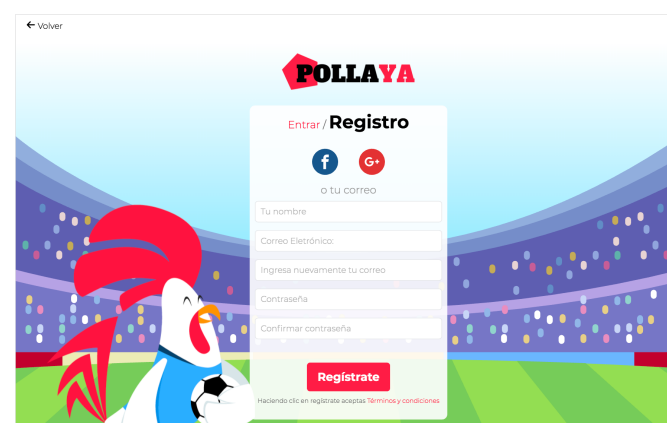 ← Volver
POLLAYA
Entrar / Registro
f G+
o tu correo
Tu nombre
Correo Eletrónico:
Ingresa nuevamente tu correo
Contraseña
Confirmar contraseña
Regístrate
Haciendo clic en regístrate aceptas Términos y condiciones